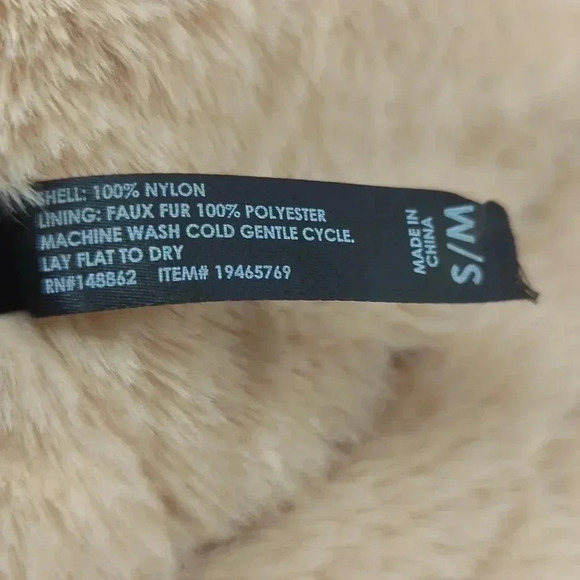 SHELL: 100% NYLON
LINING: FAUX FUR 100% POLYESTER
MACHINE WASH COLD GENTLE CYCLE.
LAY FLAT TO DRY
RN#148862 ITEM# 19465769
MADE IN
CHINA
S/M